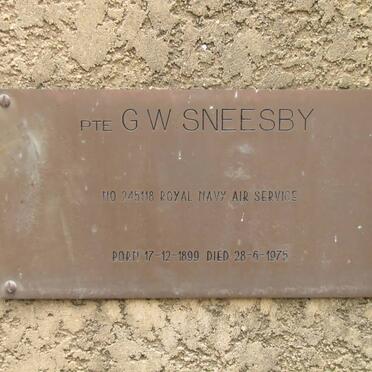 PTE G W SNEESBY
NO 245118 ROYAL NAVY AIR SERVICE
BORN 17-12-1899 DIED 28-6-1975